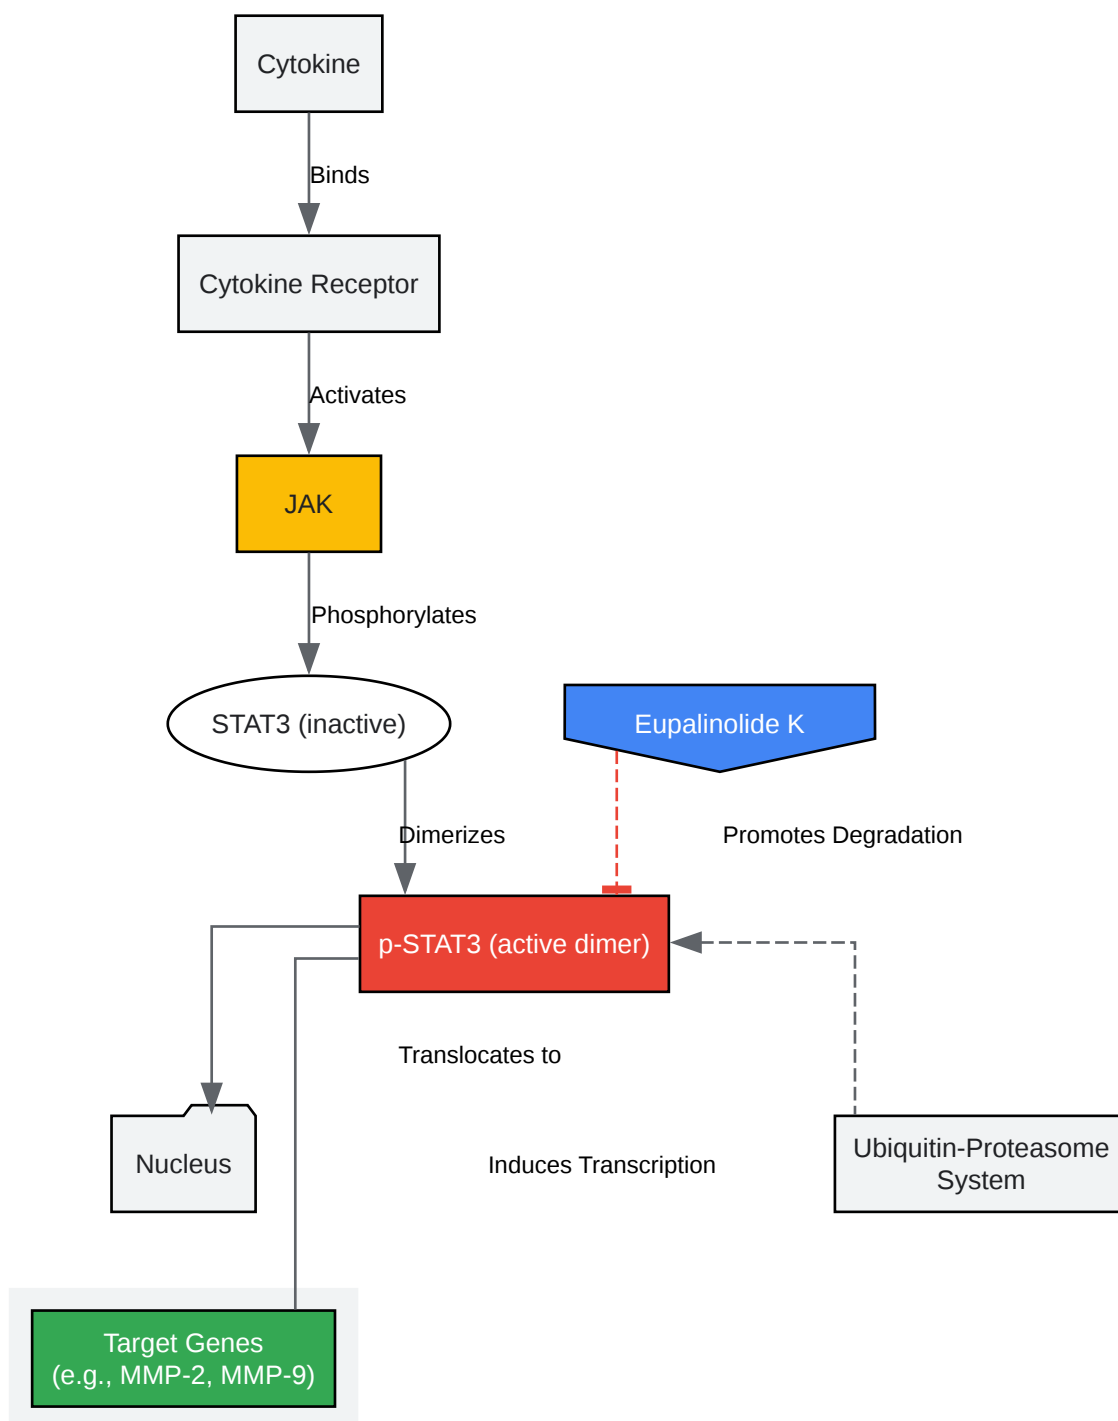 Cytokine
Binds
Cytokine Receptor
Activates
JAK
Phosphorylates
STAT3 (inactive)
Eupalinolide K
Dimerizes
Promotes Degradation
p-STAT3 (active dimer)
Translocates to
Nucleus
Induces Transcription
Ubiquitin-Proteasome
System
Target Genes
(e.g., MMP-2, MMP-9)